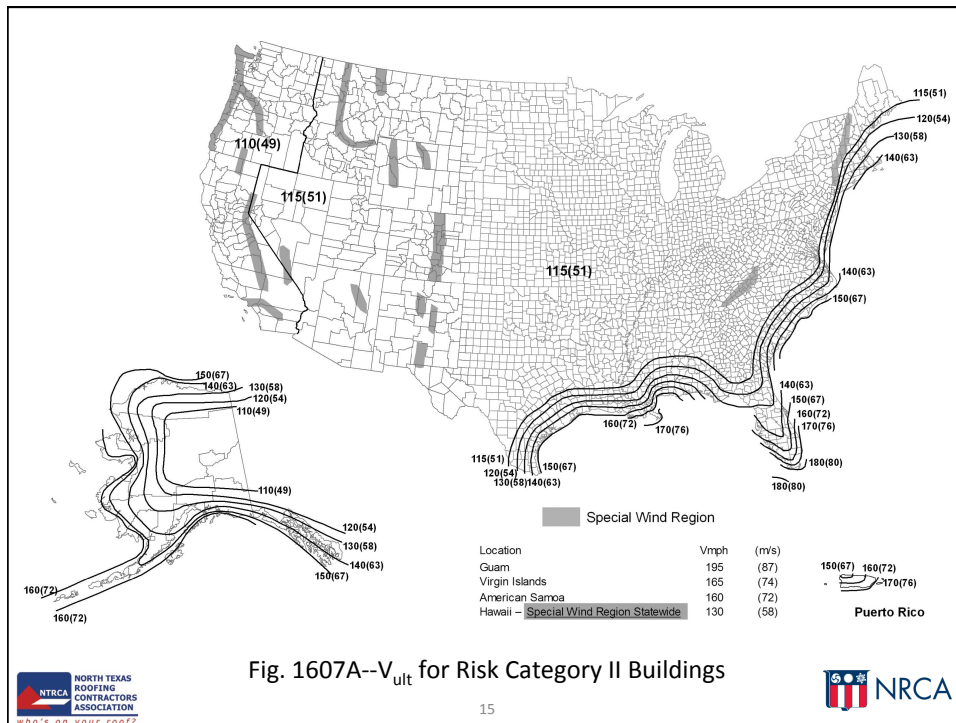 115(51)
120(54)
130(58)
140(63)
110(49)
115(51)
115(51)
140(63)
150(67)
150(67)
140(63)
130(58)
120(54)
110(49)
140(63)
150(67)
160(72)
170(76)
160(72)
170(76)
115(51)
120(54)
130(58)
140(63)
150(67)
180(80)
180(80)
110(49)
120(54)
130(58)
140(63)
150(67)
160(72)
160(72)
Special Wind Region
Location Vmph (m/s)
Guam 195 (87)
Virgin Islands 165 (74)
American Samoa 160 (72)
Hawaii – Special Wind Region Statewide 130 (58)
150(67) 160(72)
170(76)
Puerto Rico
Fig. 1607A--Vult for Risk Category II Buildings
NTRCA
NORTH TEXAS
ROOFING
CONTRACTORS
ASSOCIATION
who's on your roof?
15
NRCA